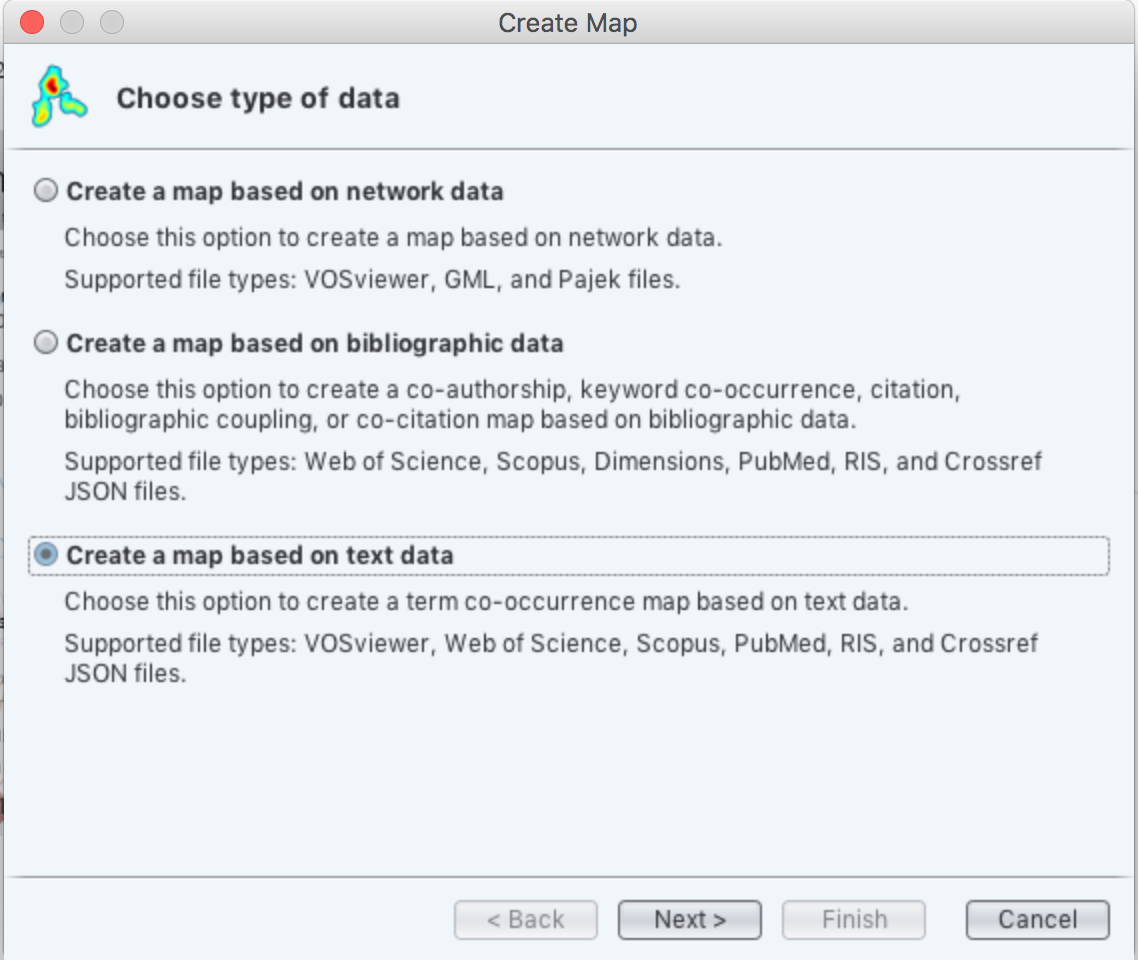 Create Map
Choose type of data
Create a map based on network data
Choose this option to create a map based on network data.
Supported file types: VOSviewer, GML, and Pajek files.
Create a map based on bibliographic data
Choose this option to create a co-authorship, keyword co-occurrence, citation,
bibliographic coupling, or co-citation map based on bibliographic data.
Supported file types: Web of Science, Scopus, Dimensions, PubMed, RIS, and Crossref
JSON files.
Create a map based on text data
Choose this option to create a term co-occurrence map based on text data.
Supported file types: VOSviewer, Web of Science, Scopus, PubMed, RIS, and Crossref
JSON files.
< Back
Next >
Finish
Cancel